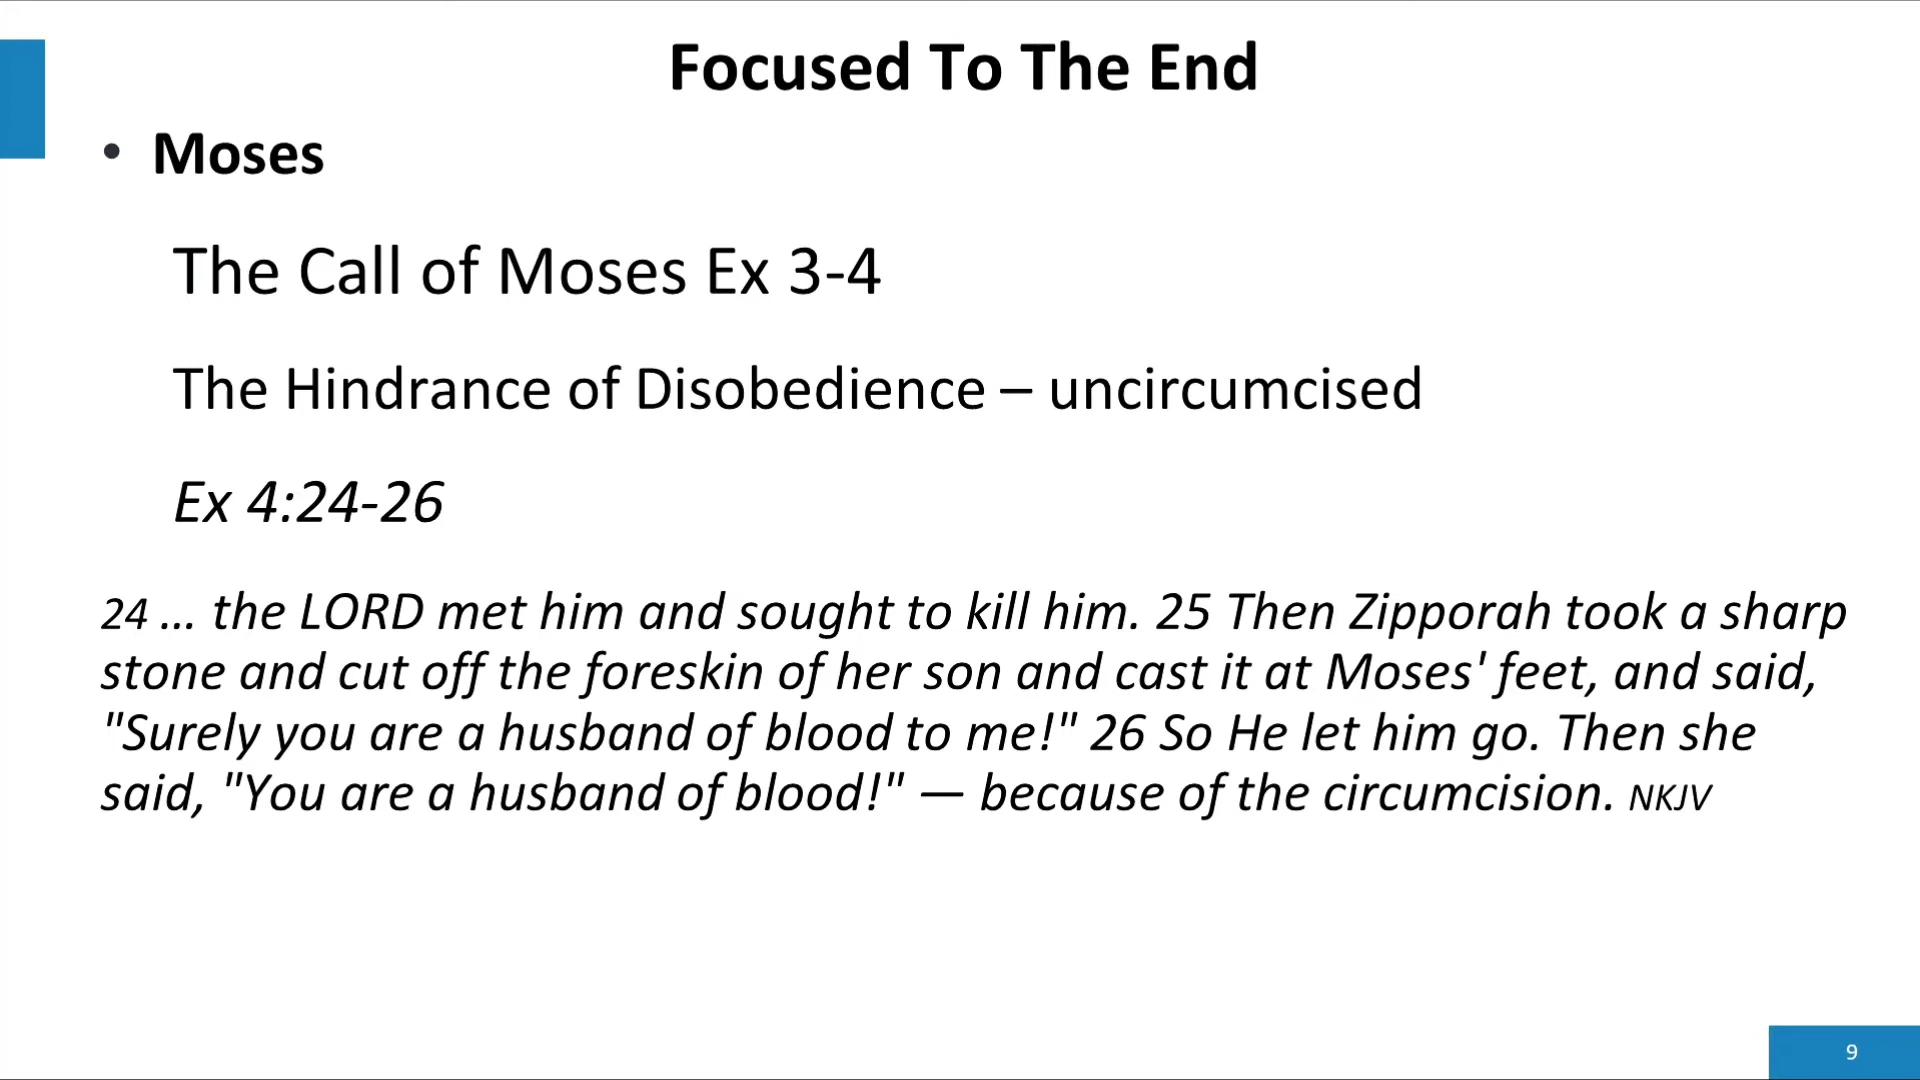 Focused To The End
• Moses
The Call of Moses Ex 3-4
The Hindrance of Disobedience – uncircumcised
Ex 4:24-26
24 ... the LORD met him and sought to kill him. 25 Then Zipporah took a sharp
stone and cut off the foreskin of her son and cast it at Moses' feet, and said,
"Surely you are a husband of blood to me!" 26 So He let him go. Then she
said, "You are a husband of blood!" — because of the circumcision. NKJV
9